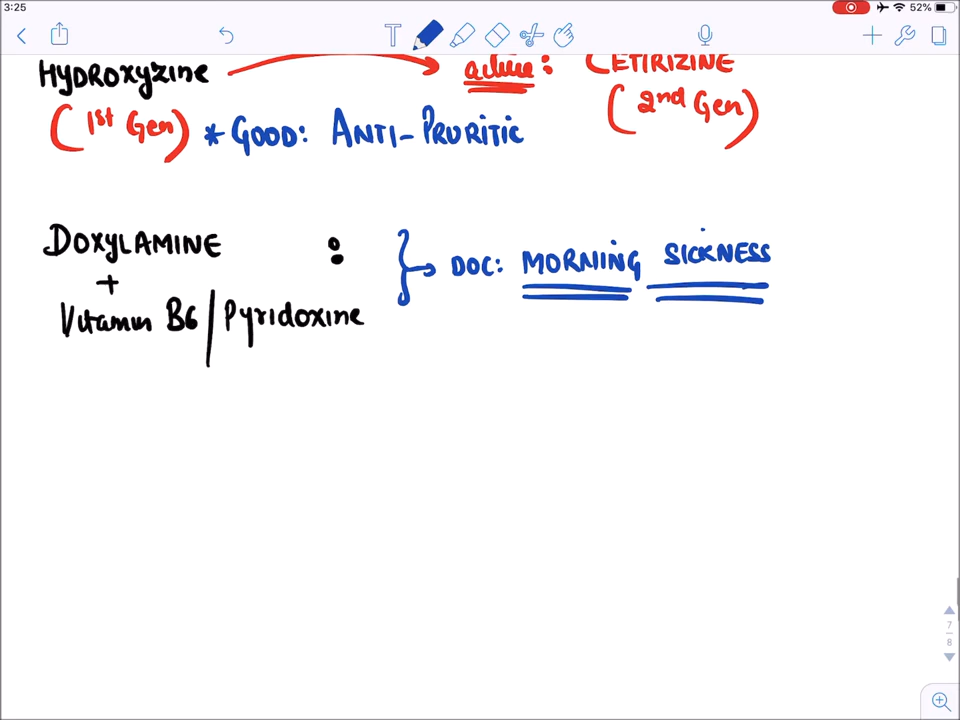 3:25
52%
T
HYDROXYZINE
active: CETIRIZINE
(1st Gen) * GOOD: ANTI-PRURITIC
(2nd Gen)
DOXYLAMINE :
+
Vitamin B6/Pyridoxine
} → DOC: MORNING SICKNESS
7
8